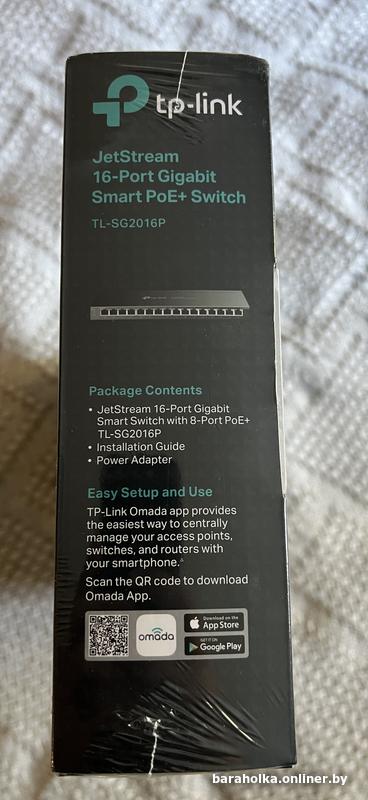 tp-link
JetStream
16-Port Gigabit
Smart PoE+ Switch
TL-SG2016P
Package Contents
• JetStream 16-Port Gigabit
Smart Switch with 8-Port PoE+
TL-SG2016P
• Installation Guide
• Power Adapter
Easy Setup and Use
TP-Link Omada app provides
the easiest way to centrally
manage your access points,
switches, and routers with
your smartphone.
Scan the QR code to download
Omada App.
omada
Download on the
App Store
GET IT ON
Google Play
baraholka.onliner.by